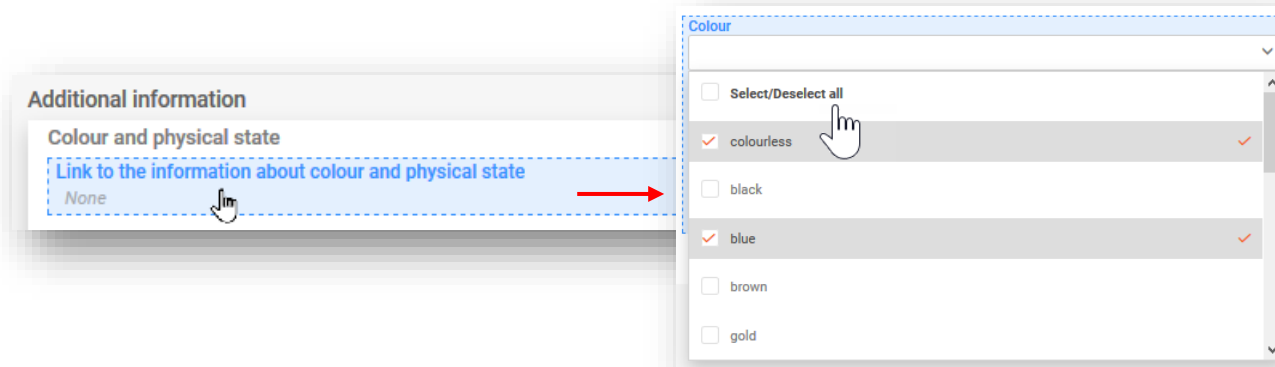 Additional information
Colour and physical state
Link to the information about colour and physical state
None
Colour
Select/Deselect all
colourless
black
blue
brown
gold